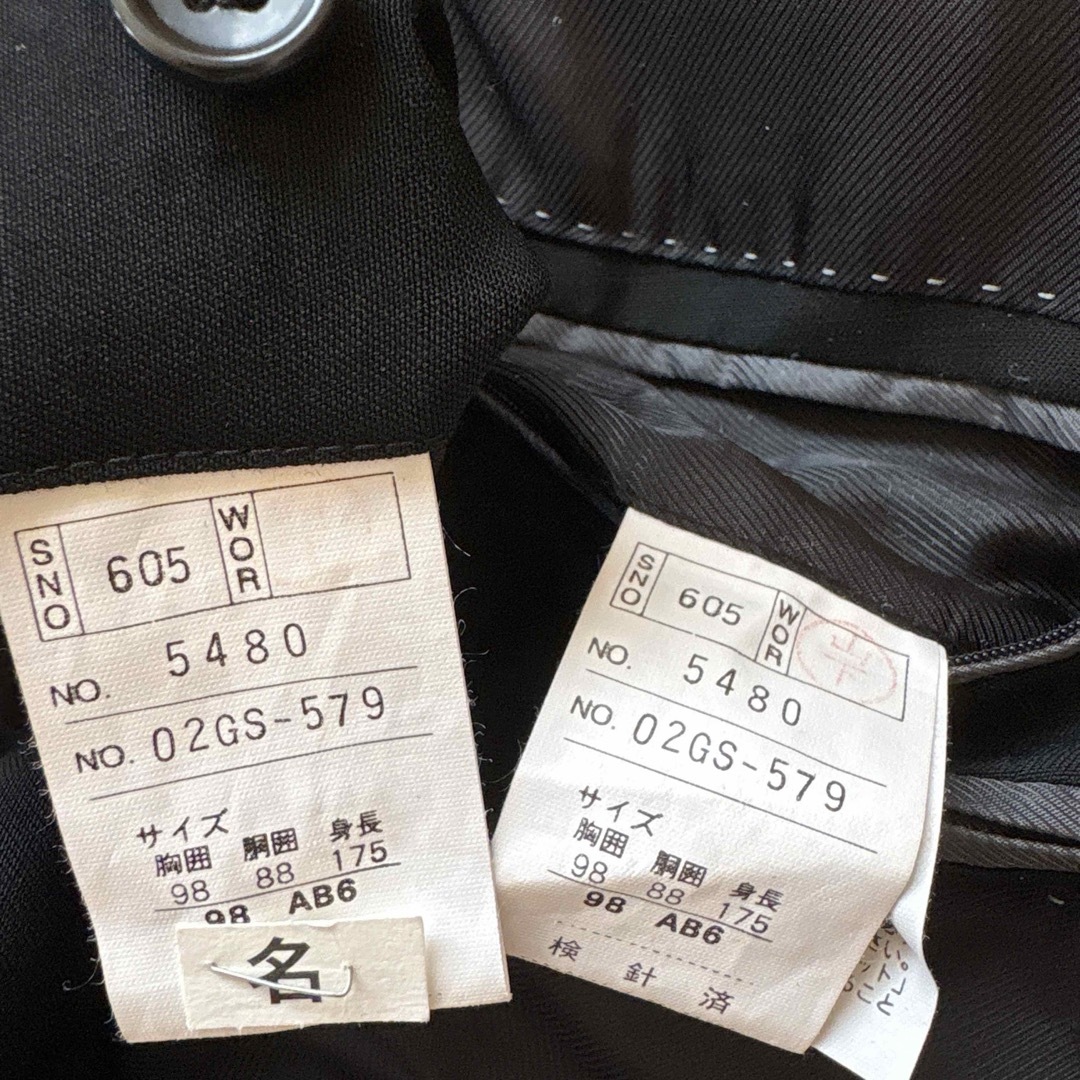 SNO 605 WOR
5480
NO.
NO. 02GS-579
サイズ
胸囲 胴囲 身長
98 88 175
98 AB6
名
SNO 605 WOR 山下
NO. 5480
NO. 02GS-579
サイズ
胸囲 胴囲 身長
98 88 175
98 AB6
検針済